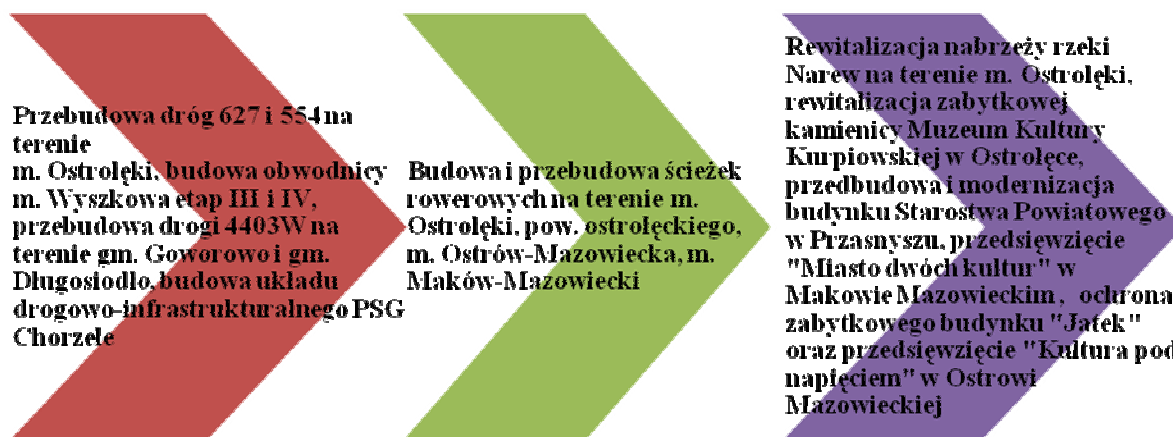 Przebudowa dróg 627 i 554 na
terenie
m. Ostrołęki, budowa obwodnicy
m. Wyszkowa etap III i IV,
przebudowa drogi 4403W na
terenie gm. Goworowo i gm.
Długosiodło, budowa układu
drogowo-infrastrukturalnego PSG
Chorzele
Budowa i przebudowa ścieżek
rowerowych na terenie m.
Ostrołęki, pow. ostrołęckiego,
m. Ostrów-Mazowiecka, m.
Maków-Mazowiecki
Rewitalizacja nabrzeży rzeki
Narew na terenie m. Ostrołęki,
rewitalizacja zabytkowej
kamienicy Muzeum Kultury
Kurpiowskiej w Ostrołęce,
przedbudowa i modernizacja
budynku Starostwa Powiatowego
w Przasnyszu, przedsięwzięcie
"Miasto dwóch kultur" w
Makowie Mazowieckim, ochrona
zabytkowego budynku "Jatek"
oraz przedsięwzięcie "Kultura pod
napięciem" w Ostrowi
Mazowieckiej